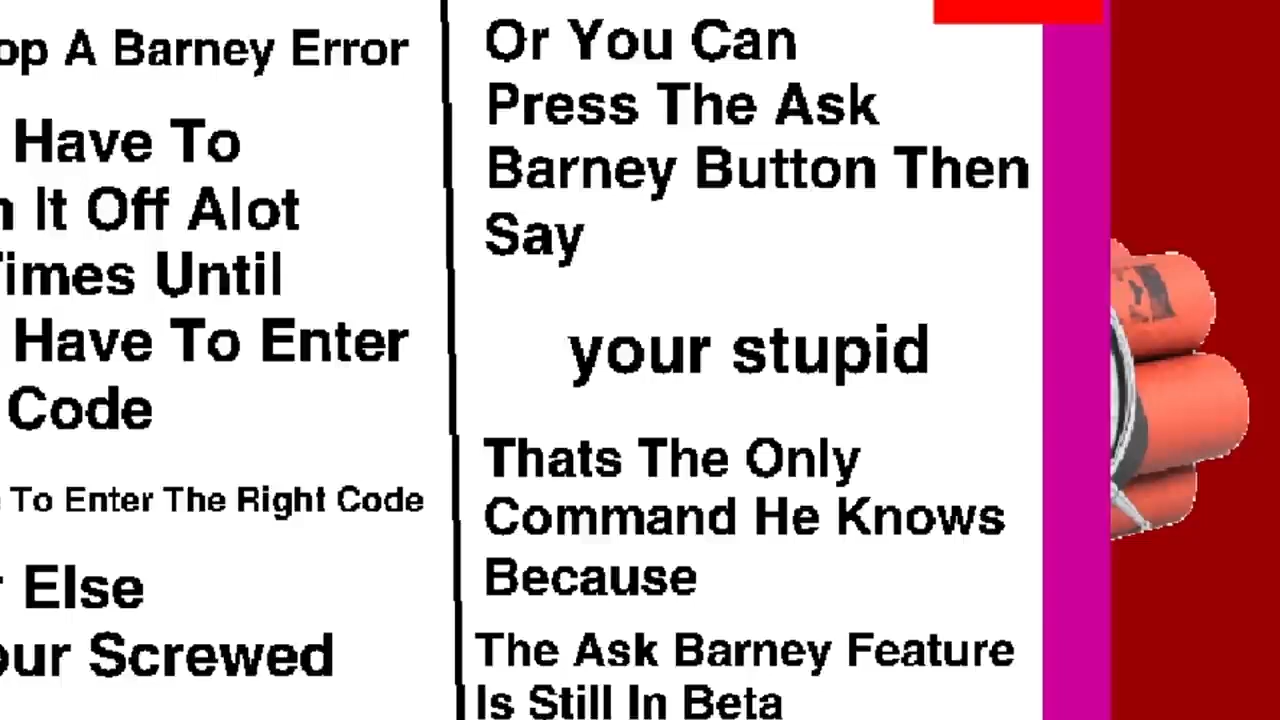 op A Barney Error
Have To
n It Off Alot
Times Until
Have To Enter
Code
To Enter The Right Code
r Else
our Screwed
Or You Can
Press The Ask
Barney Button Then
Say
your stupid
Thats The Only
Command He Knows
Because
The Ask Barney Feature
Is Still In Beta